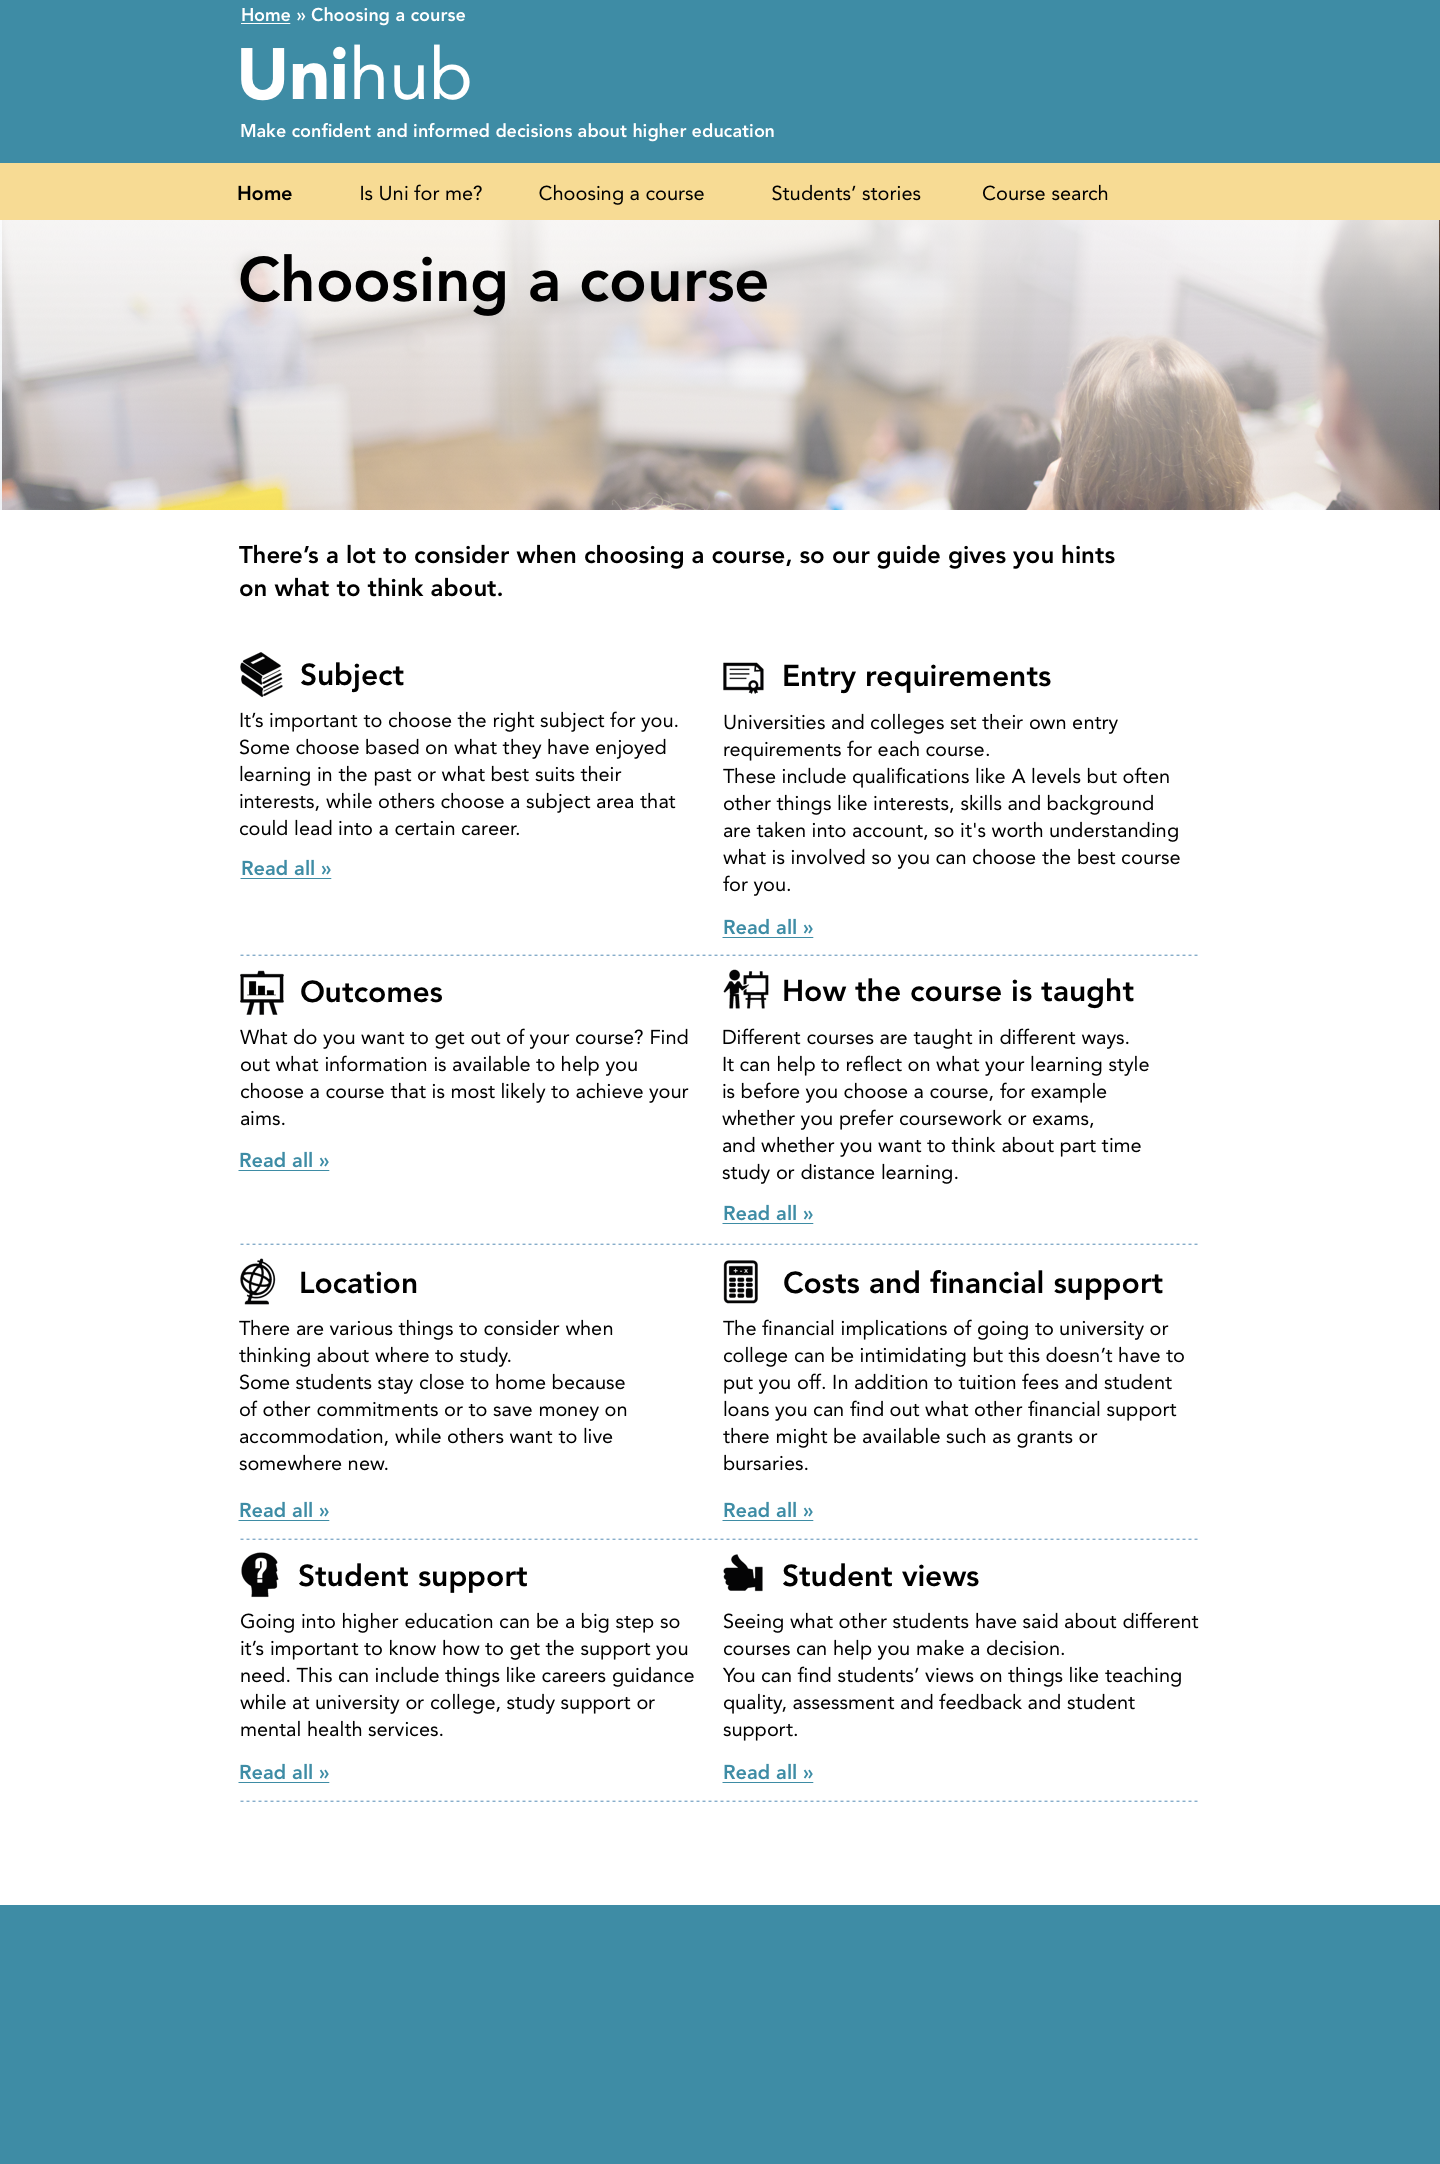 Home » Choosing a course
Unihub
Make confident and informed decisions about higher education
Home Is Uni for me? Choosing a course Students’ stories Course search
Choosing a course
There’s a lot to consider when choosing a course, so our guide gives you hints
on what to think about.
Subject
It’s important to choose the right subject for you.
Some choose based on what they have enjoyed
learning in the past or what best suits their
interests, while others choose a subject area that
could lead into a certain career.
Read all »
Entry requirements
Universities and colleges set their own entry
requirements for each course.
These include qualifications like A levels but often
other things like interests, skills and background
are taken into account, so it's worth understanding
what is involved so you can choose the best course
for you.
Read all »
Outcomes
What do you want to get out of your course? Find
out what information is available to help you
choose a course that is most likely to achieve your
aims.
Read all »
How the course is taught
Different courses are taught in different ways.
It can help to reflect on what your learning style
is before you choose a course, for example
whether you prefer coursework or exams,
and whether you want to think about part time
study or distance learning.
Read all »
Location
There are various things to consider when
thinking about where to study.
Some students stay close to home because
of other commitments or to save money on
accommodation, while others want to live
somewhere new.
Read all »
Costs and financial support
The financial implications of going to university or
college can be intimidating but this doesn’t have to
put you off. In addition to tuition fees and student
loans you can find out what other financial support
there might be available such as grants or
bursaries.
Read all »
Student support
Going into higher education can be a big step so
it’s important to know how to get the support you
need. This can include things like careers guidance
while at university or college, study support or
mental health services.
Read all »
Student views
Seeing what other students have said about different
courses can help you make a decision.
You can find students’ views on things like teaching
quality, assessment and feedback and student
support.
Read all »